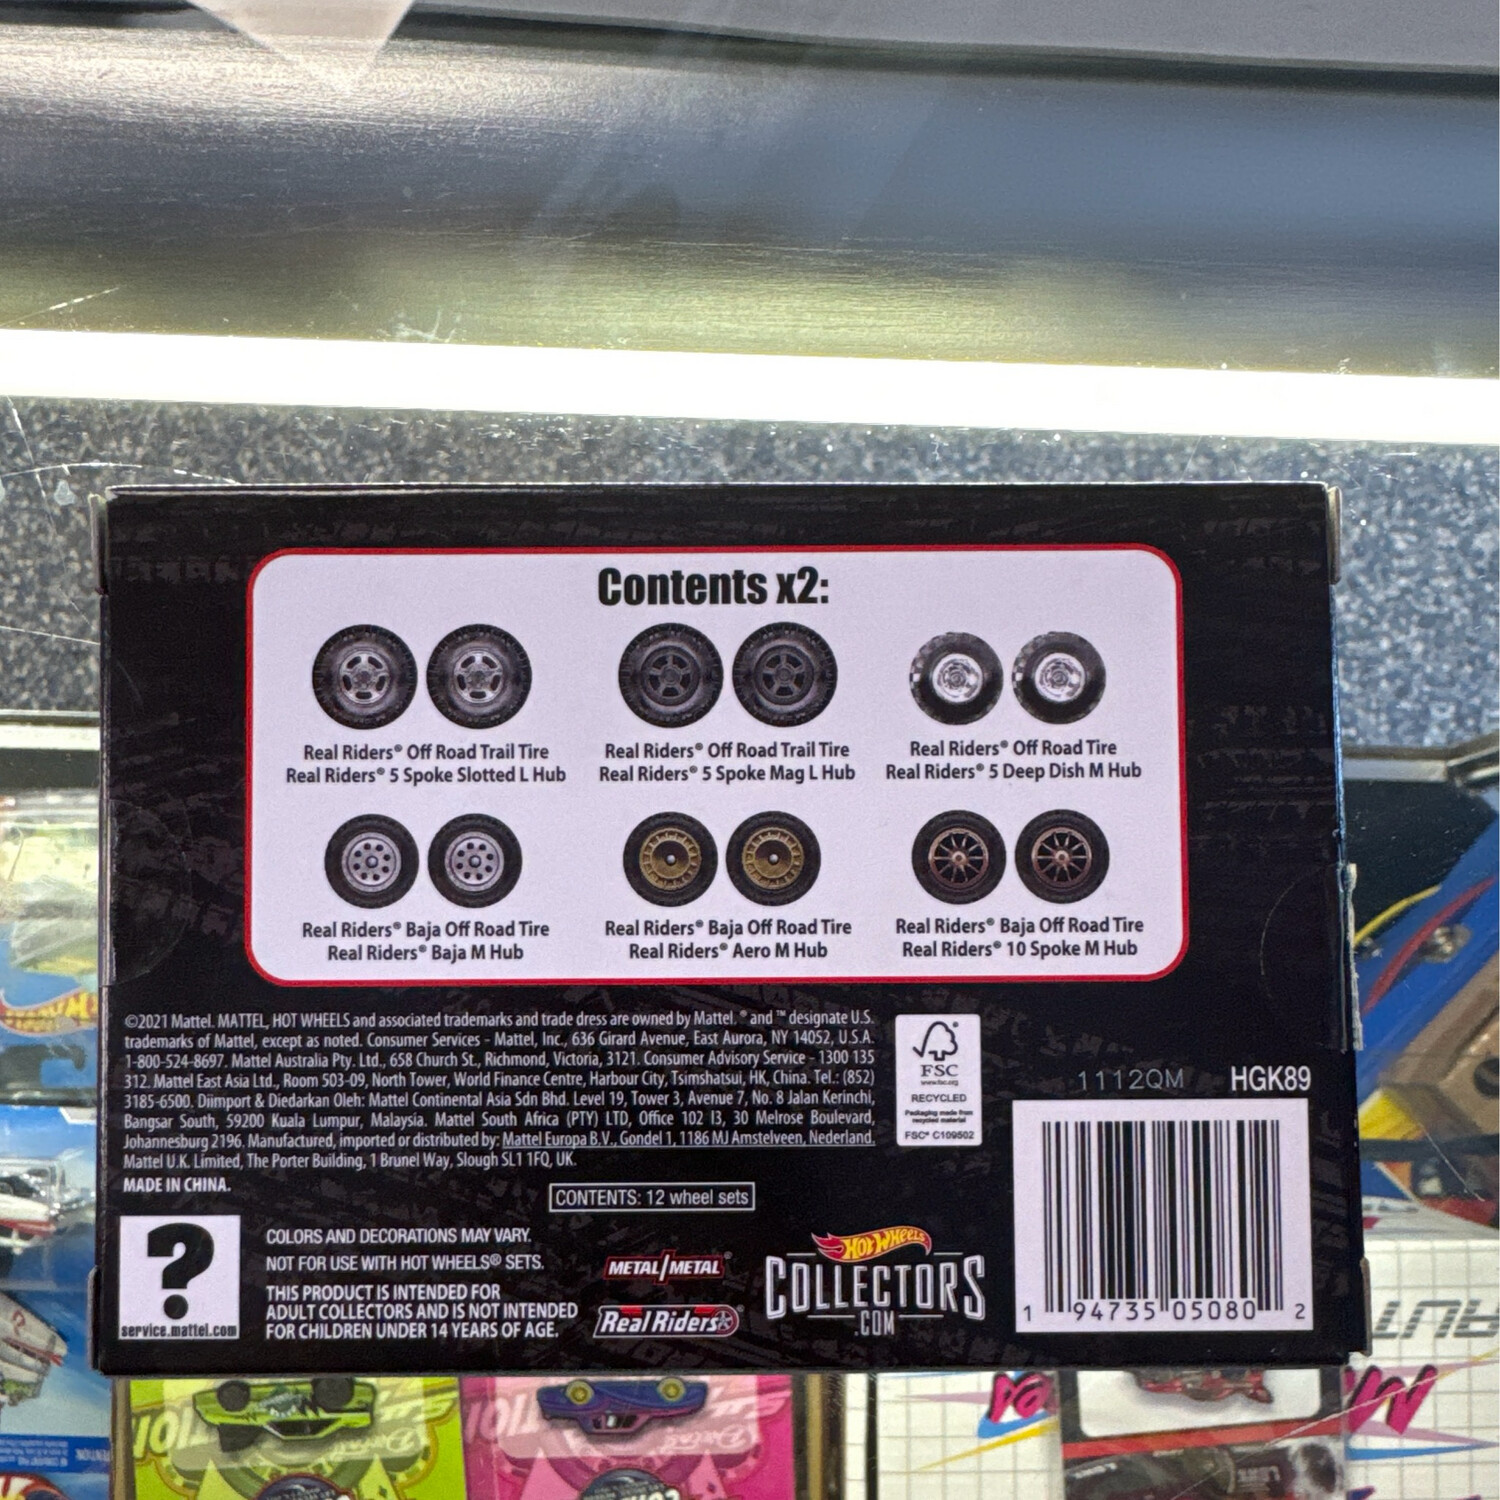 Contents x2:
Real Riders® Off Road Trail Tire
Real Riders® 5 Spoke Slotted L Hub
Real Riders® Off Road Trail Tire
Real Riders® 5 Spoke Mag L Hub
Real Riders® Off Road Tire
Real Riders® 5 Deep Dish M Hub
Real Riders® Baja Off Road Tire
Real Riders® Baja M Hub
Real Riders® Baja Off Road Tire
Real Riders® Aero M Hub
Real Riders® Baja Off Road Tire
Real Riders® 10 Spoke M Hub
©2021 Mattel. MATTEL, HOT WHEELS and associated trademarks and trade dress are owned by Mattel. ® and ™ designate U.S.
trademarks of Mattel, except as noted. Consumer Services - Mattel, Inc., 636 Girard Avenue, East Aurora, NY 14052, U.S.A.
1-800-524-8697. Mattel Australia Pty. Ltd., 658 Church St., Richmond, Victoria, 3121. Consumer Advisory Service - 1300 135
312. Mattel East Asia Ltd., Room 503-09, North Tower, World Finance Centre, Harbour City, Tsimshatsui, HK, China. Tel.: (852)
3185-6500. Diimport & Diedarkan Oleh: Mattel Continental Asia Sdn Bhd. Level 19, Tower 3, Avenue 7, No. 8 Jalan Kerinchi,
Bangsar South, 59200 Kuala Lumpur, Malaysia. Mattel South Africa (PTY) LTD, Office 102 I3, 30 Melrose Boulevard,
Johannesburg 2196. Manufactured, imported or distributed by: Mattel Europa B.V., Gondel 1, 1186 MJ Amstelveen, Nederland.
Mattel U.K. Limited, The Porter Building, 1 Brunel Way, Slough SL1 1FQ, UK.
MADE IN CHINA.
FSC
www.fsc.org
RECYCLED
Packaging made from
recycled material
FSC® C109502
1112QM
HGK89
CONTENTS: 12 wheel sets
?
service.mattel.com
COLORS AND DECORATIONS MAY VARY.
NOT FOR USE WITH HOT WHEELS® SETS.
THIS PRODUCT IS INTENDED FOR
ADULT COLLECTORS AND IS NOT INTENDED
FOR CHILDREN UNDER 14 YEARS OF AGE.
METAL/METAL®
Real Riders®
HOT WHEELS
COLLECTORS
.COM
1 94735 05080 2